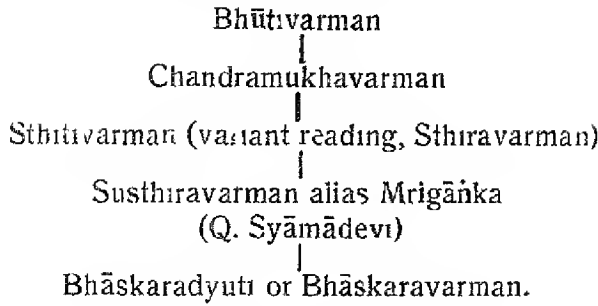 Bhūtivarman
Chandramukhavarman
Sthitivarman (variant reading, Sthiravarman)
Susthiravarman alias Mrigāṅka
(Q. Syāmādevi)
Bhāskaradyuti or Bhāskaravarman.